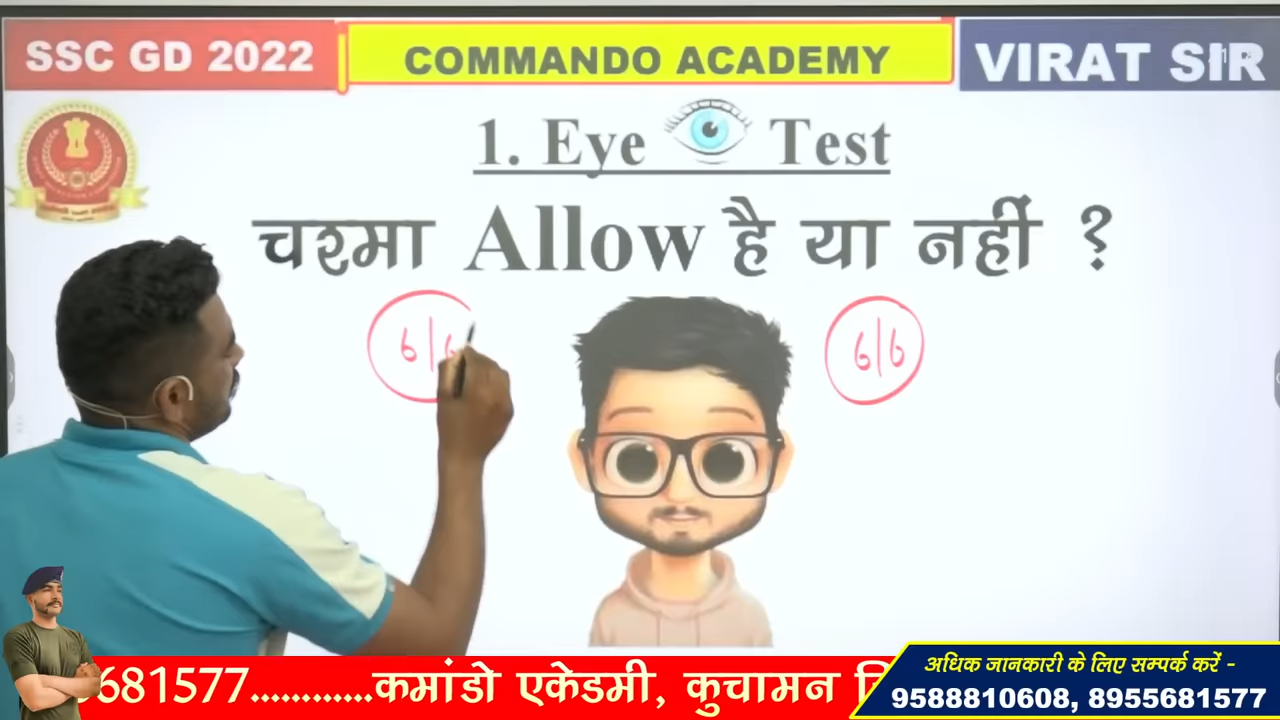 SSC GD 2022
COMMANDO ACADEMY
VIRAT SIR
1. Eye Test
चश्मा Allow है या नहीं ?
6|6
6|6
681577............कमांडो एकेडमी, कुचामन
अधिक जानकारी के लिए सम्पर्क करें -
9588810608, 8955681577